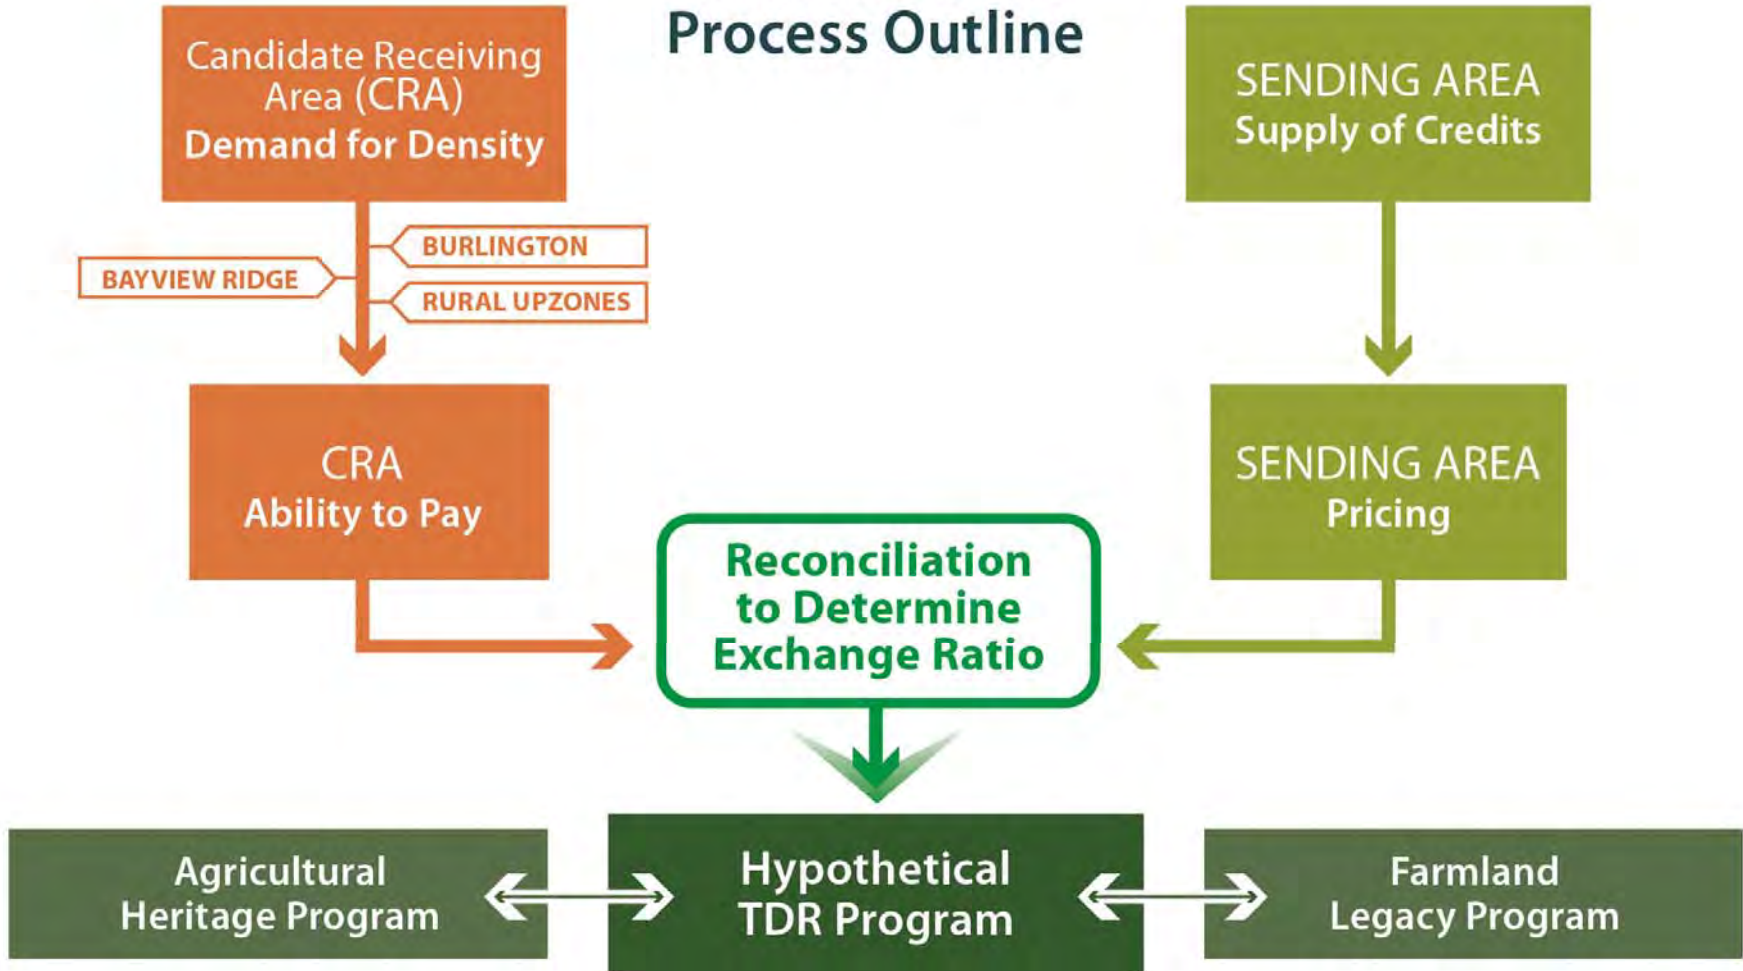 Process Outline
Candidate Receiving
Area (CRA)
Demand for Density
SENDING AREA
Supply of Credits
BURLINGTON
BAYVIEW RIDGE
RURAL UPZONES
CRA
Ability to Pay
SENDING AREA
Pricing
Reconciliation
to Determine
Exchange Ratio
Agricultural
Heritage Program
Hypothetical
TDR Program
Farmland
Legacy Program